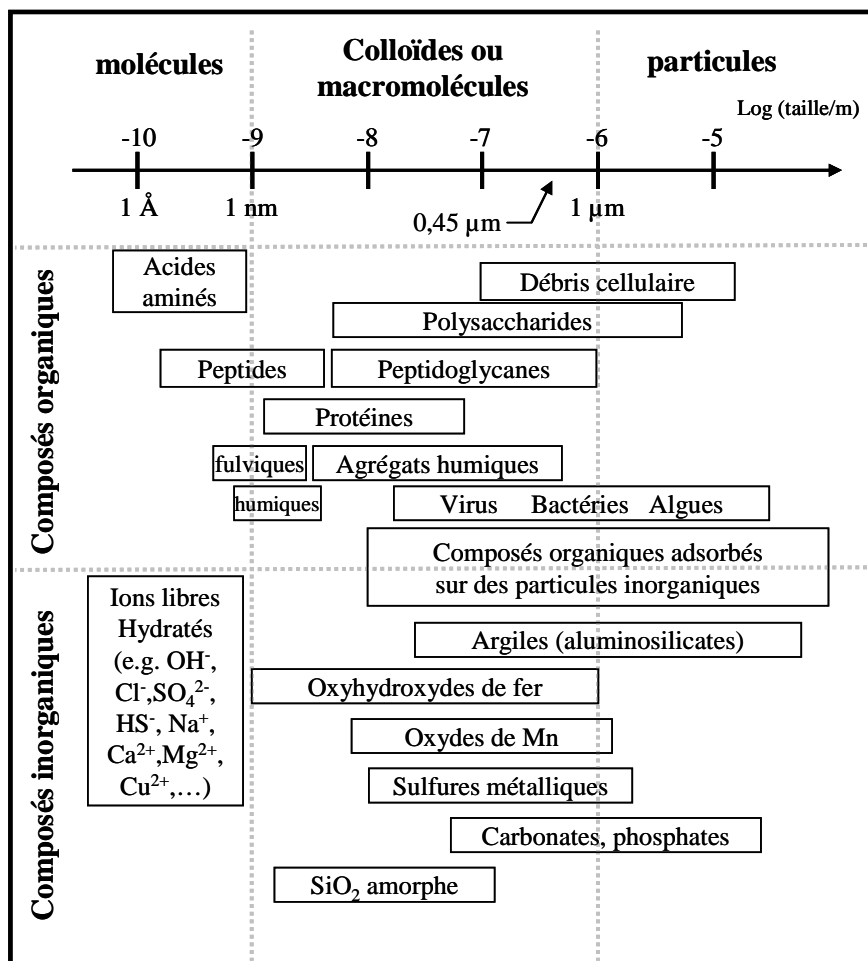 molécules
Colloïdes ou
macromolécules
particules
Log (taille/m)
-10
-9
-8
-7
-6
-5
1 Å
1 nm
0,45 µm
1 µm
Composés organiques
Acides
aminés
Débris cellulaire
Polysaccharides
Peptides
Peptidoglycanes
Protéines
fulviques
Agrégats humiques
humiques
Virus Bactéries Algues
Composés organiques adsorbés
sur des particules inorganiques
Composés inorganiques
Ions libres
Hydratés
(e.g. OH⁻,
Cl⁻,SO₄²⁻,
HS⁻, Na⁺,
Ca²⁺,Mg²⁺,
Cu²⁺,…)
Argiles (aluminosilicates)
Oxyhydroxydes de fer
Oxydes de Mn
Sulfures métalliques
Carbonates, phosphates
SiO₂ amorphe